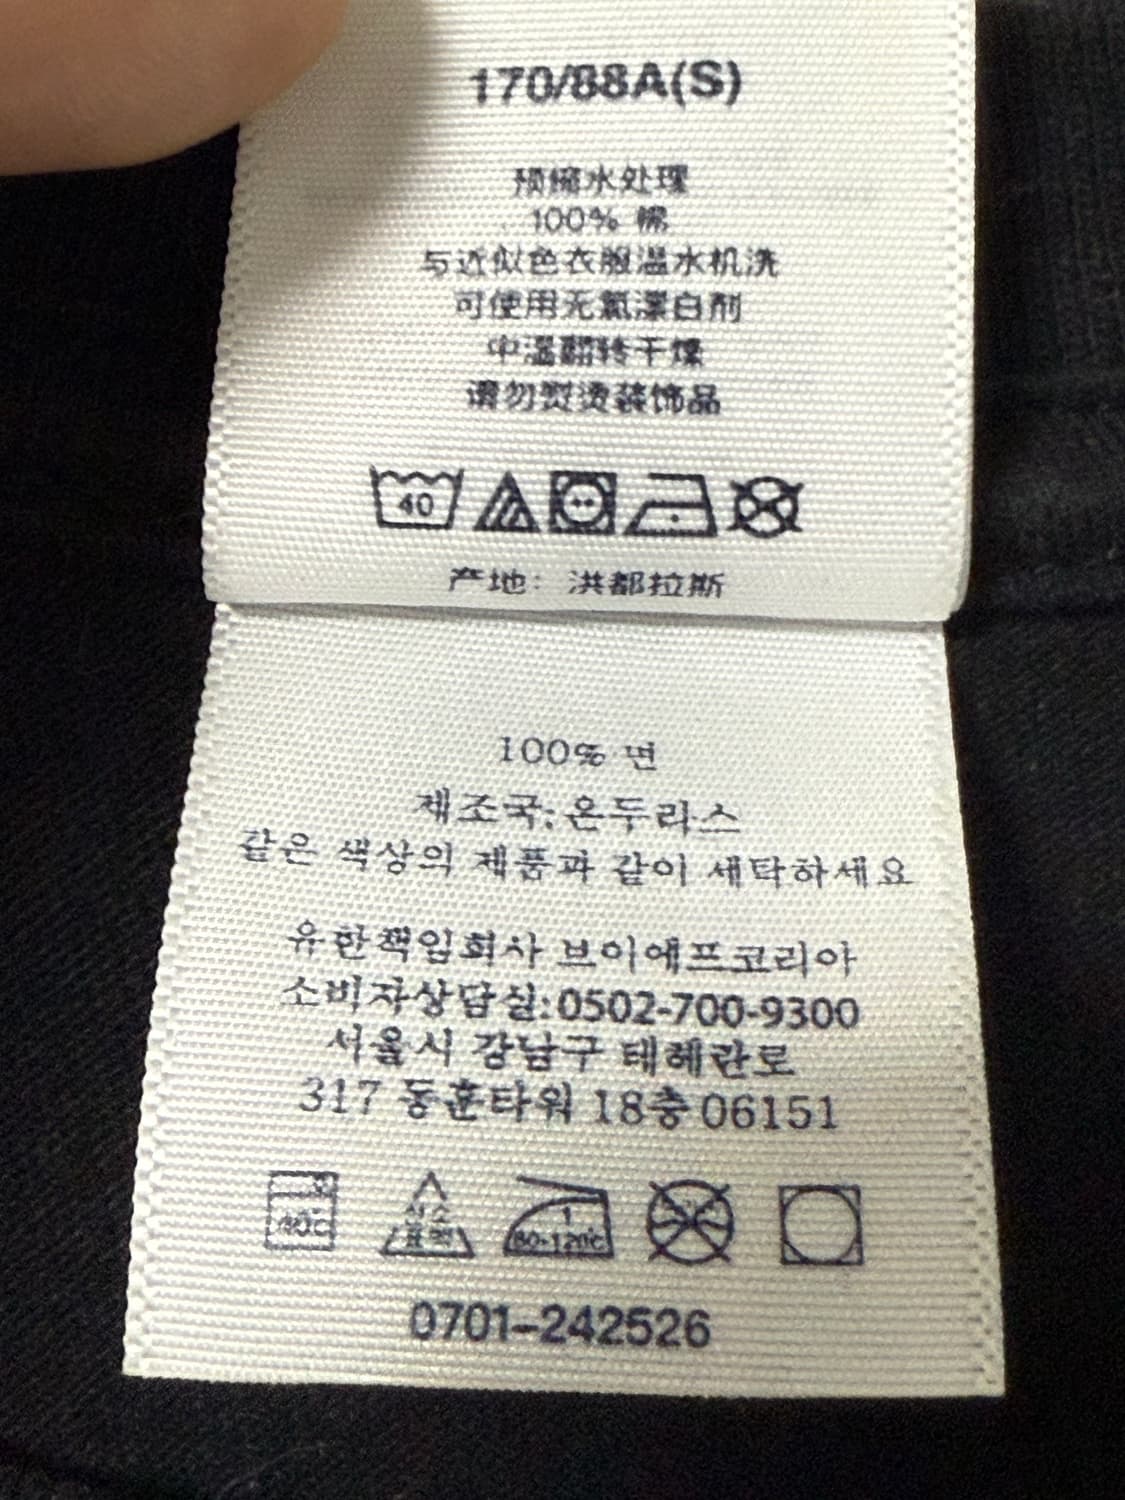 170/88A(S)
预缩水处理
100% 棉
与近似色衣服温水机洗
可使用无氯漂白剂
中温翻转干燥
请勿熨烫装饰品
40
产地：洪都拉斯
100% 면
제조국: 온두라스
같은 색상의 제품과 같이 세탁하세요
유한책임회사 브이에프코리아
소비자상담실: 0502-700-9300
서울시 강남구 테헤란로
317 동훈타워 18층 06151
40℃
산소
표백
1
80-120℃
0701-242526